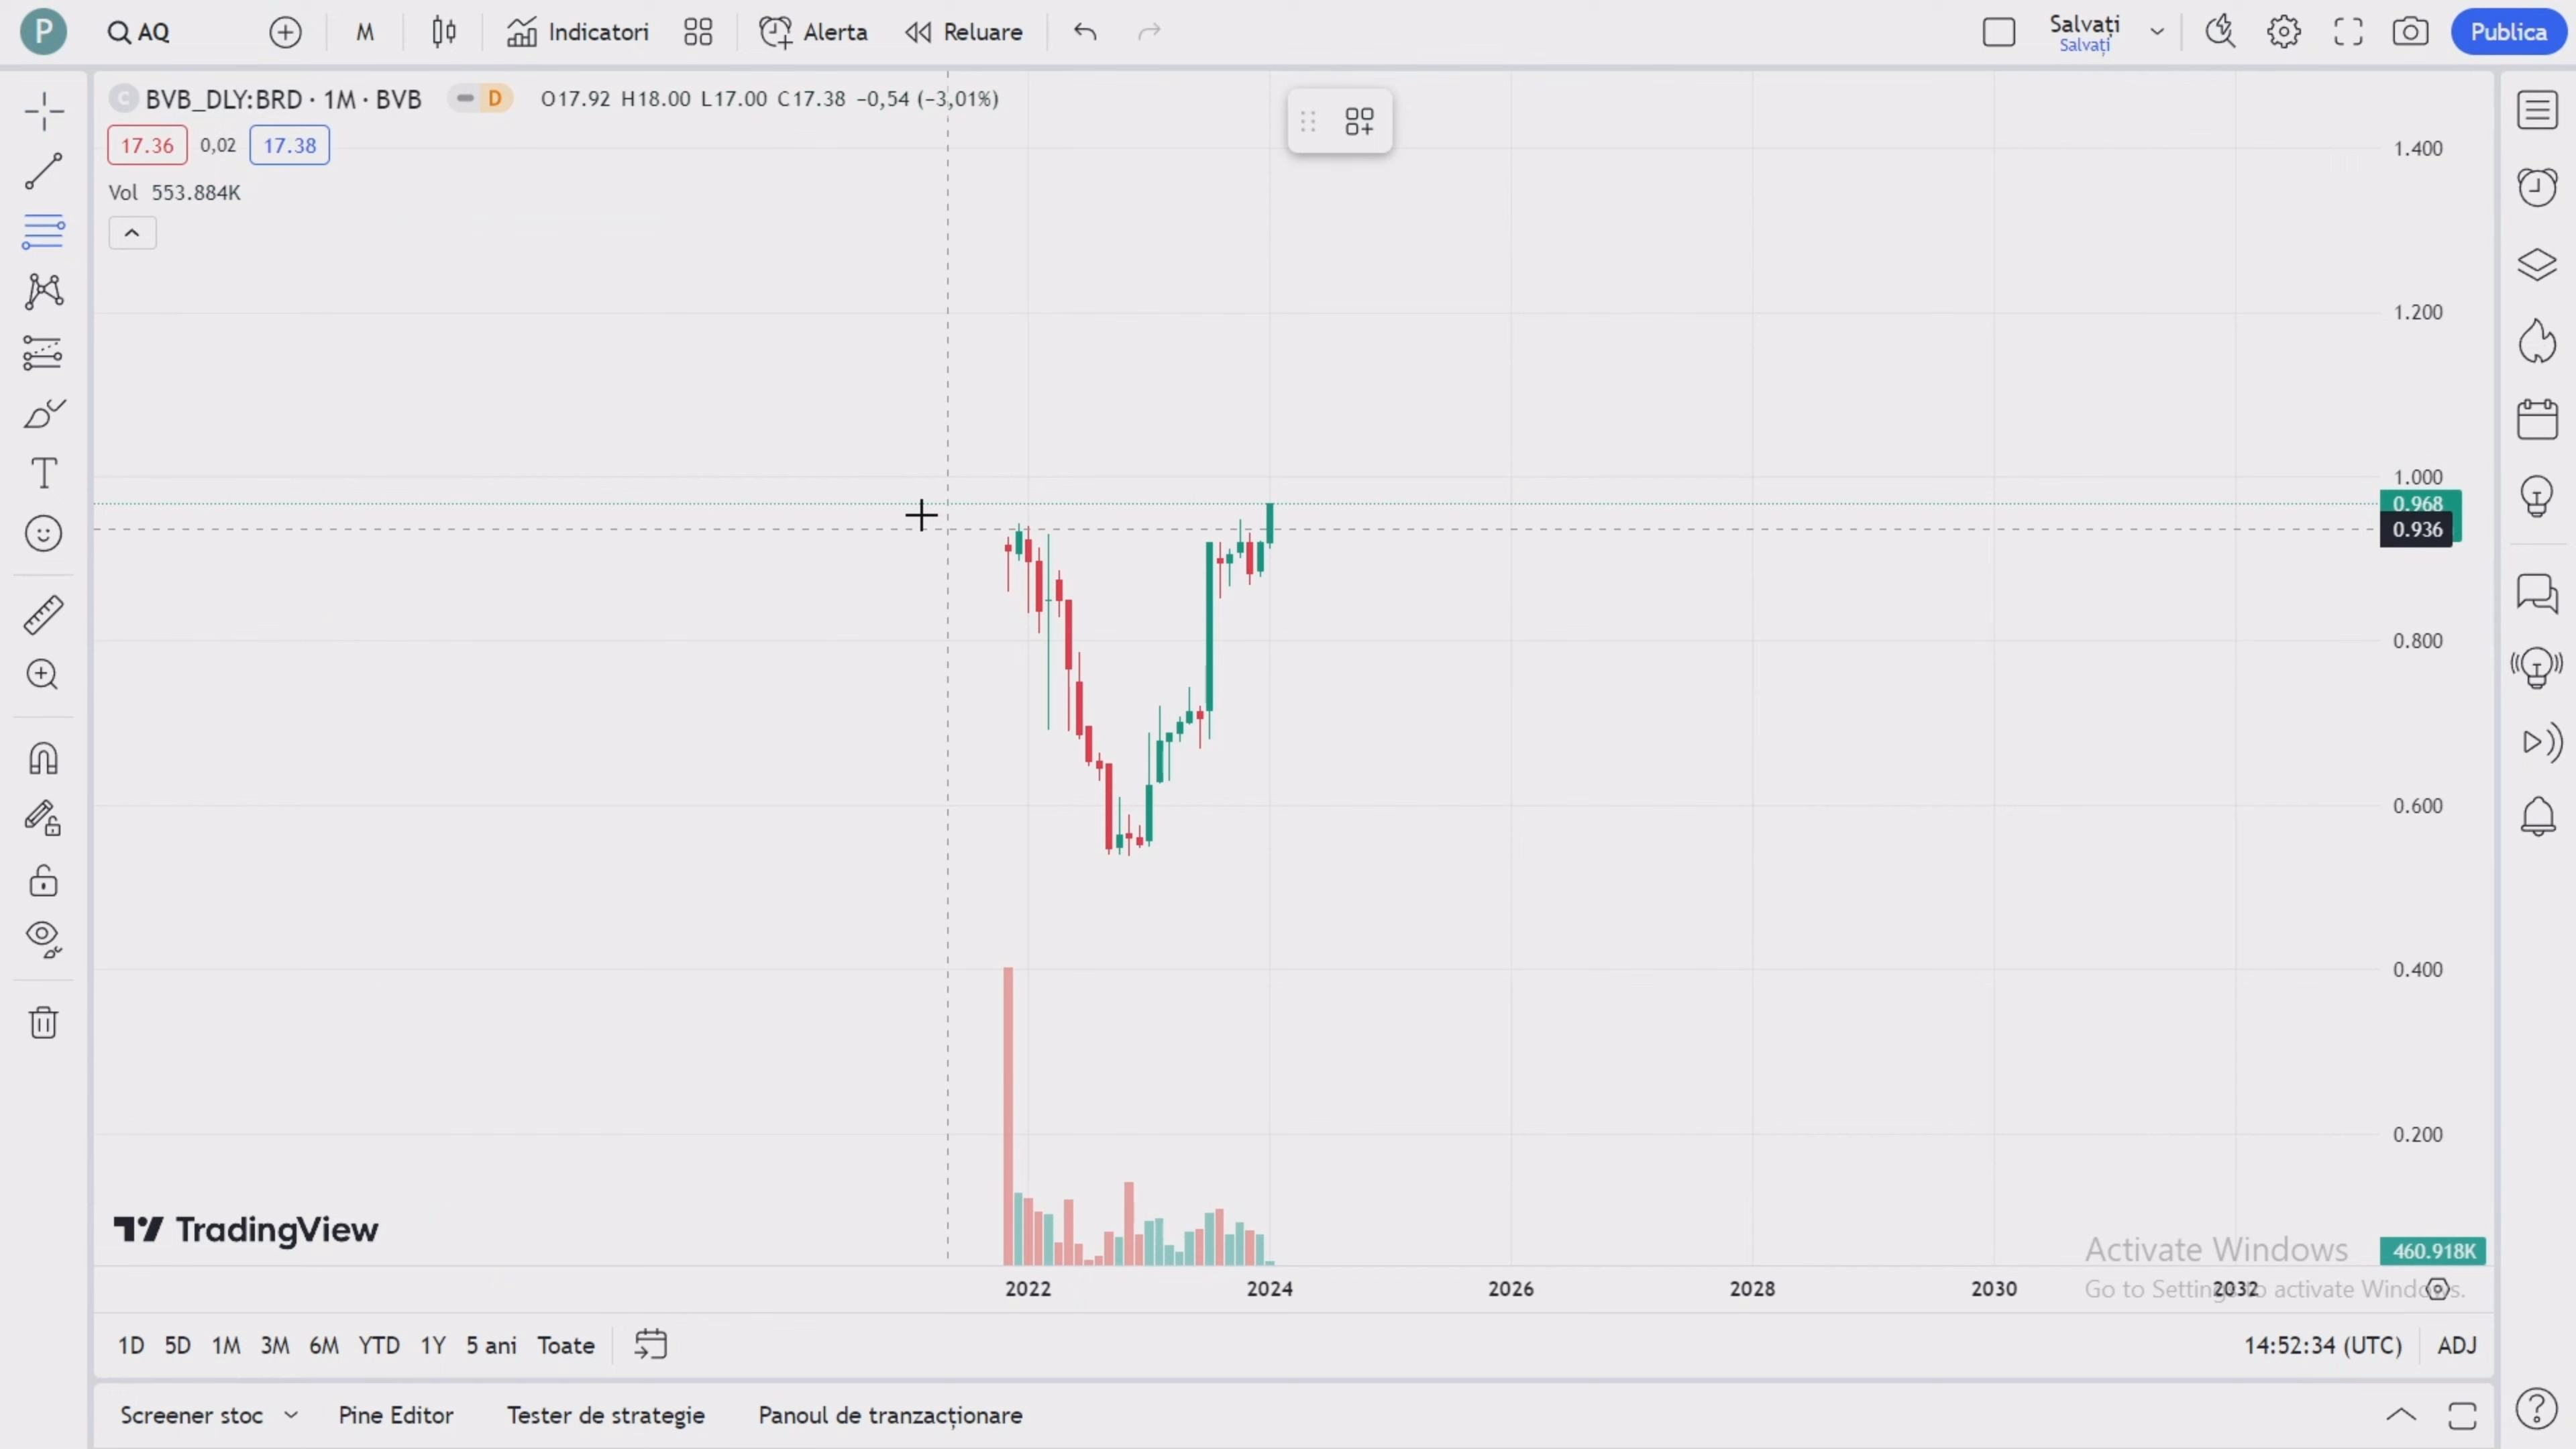 P AQ M Indicatori Alerta Reluare Salvați Publica
Salvați
BVB_DLY:BRD · 1M · BVB D O17.92 H18.00 L17.00 C17.38 −0,54 (−3,01%)
17.36 0,02 17.38
Vol 553.884K
1.400
1.200
1.000
0.968
0.936
0.800
0.600
0.400
0.200
TradingView
Activate Windows
460.918K
Go to Settings to activate Windows.
2022 2024 2026 2028 2030 2032
1D 5D 1M 3M 6M YTD 1Y 5 ani Toate 14:52:34 (UTC) ADJ
Screener stoc Pine Editor Tester de strategie Panoul de tranzacționare